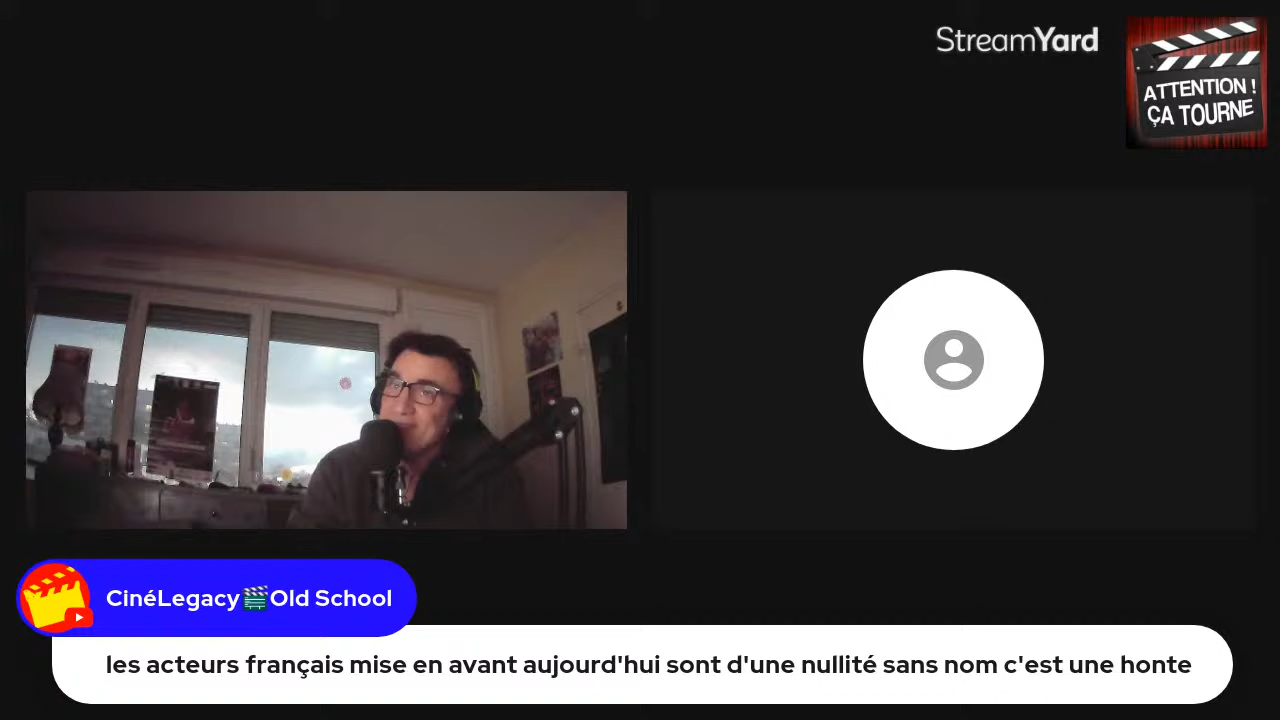 StreamYard
ATTENTION !
ÇA TOURNE
CinéLegacy🎬Old School
les acteurs français mise en avant aujourd'hui sont d'une nullité sans nom c'est une honte